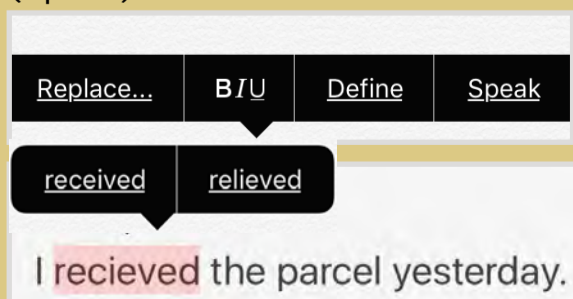 Replace... BIU Define Speak
received relieved
I recieved the parcel yesterday.